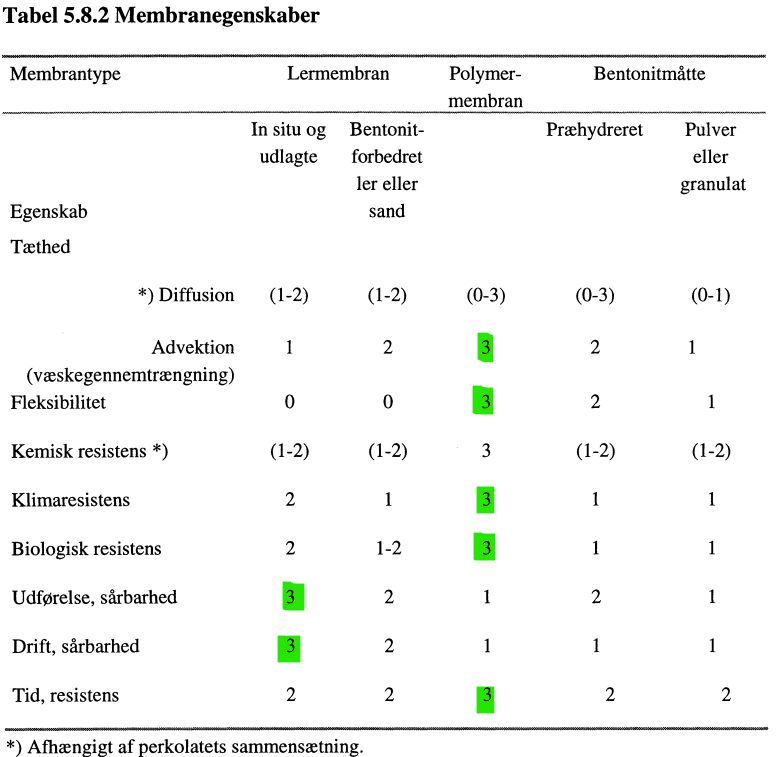 Tabel 5.8.2 Membranegenskaber
Membrantype Lermembran Polymer- Bentonitmåtte
membran
In situ og Bentonit- Præhydreret Pulver
udlagte forbedret eller
ler eller granulat
Egenskab sand
Tæthed
*) Diffusion (1-2) (1-2) (0-3) (0-3) (0-1)
Advektion 1 2 3 2 1
(væskegennemtrængning)
Fleksibilitet 0 0 3 2 1
Kemisk resistens *) (1-2) (1-2) 3 (1-2) (1-2)
Klimaresistens 2 1 3 1 1
Biologisk resistens 2 1-2 3 1 1
Udførelse, sårbarhed 3 2 1 2 1
Drift, sårbarhed 3 2 1 1 1
Tid, resistens 2 2 3 2 2
*) Afhængigt af perkolatets sammensætning.